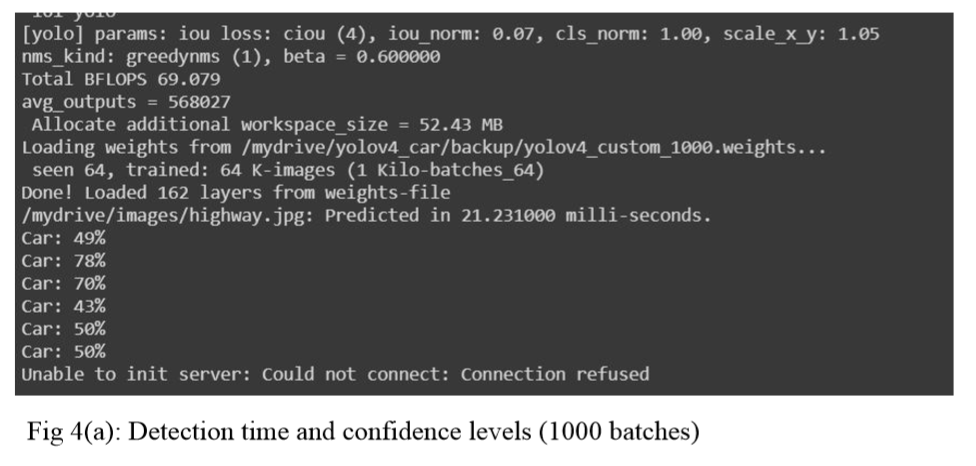 [yolo] params: iou loss: ciou (4), iou_norm: 0.07, cls_norm: 1.00, scale_x_y: 1.05
nms_kind: greedynms (1), beta = 0.600000
Total BFLOPS 69.079
avg_outputs = 568027
Allocate additional workspace_size = 52.43 MB
Loading weights from /mydrive/yolov4_car/backup/yolov4_custom_1000.weights...
seen 64, trained: 64 K-images (1 Kilo-batches_64)
Done! Loaded 162 layers from weights-file
/mydrive/images/highway.jpg: Predicted in 21.231000 milli-seconds.
Car: 49%
Car: 78%
Car: 70%
Car: 43%
Car: 50%
Car: 50%
Unable to init server: Could not connect: Connection refused
Fig 4(a): Detection time and confidence levels (1000 batches)